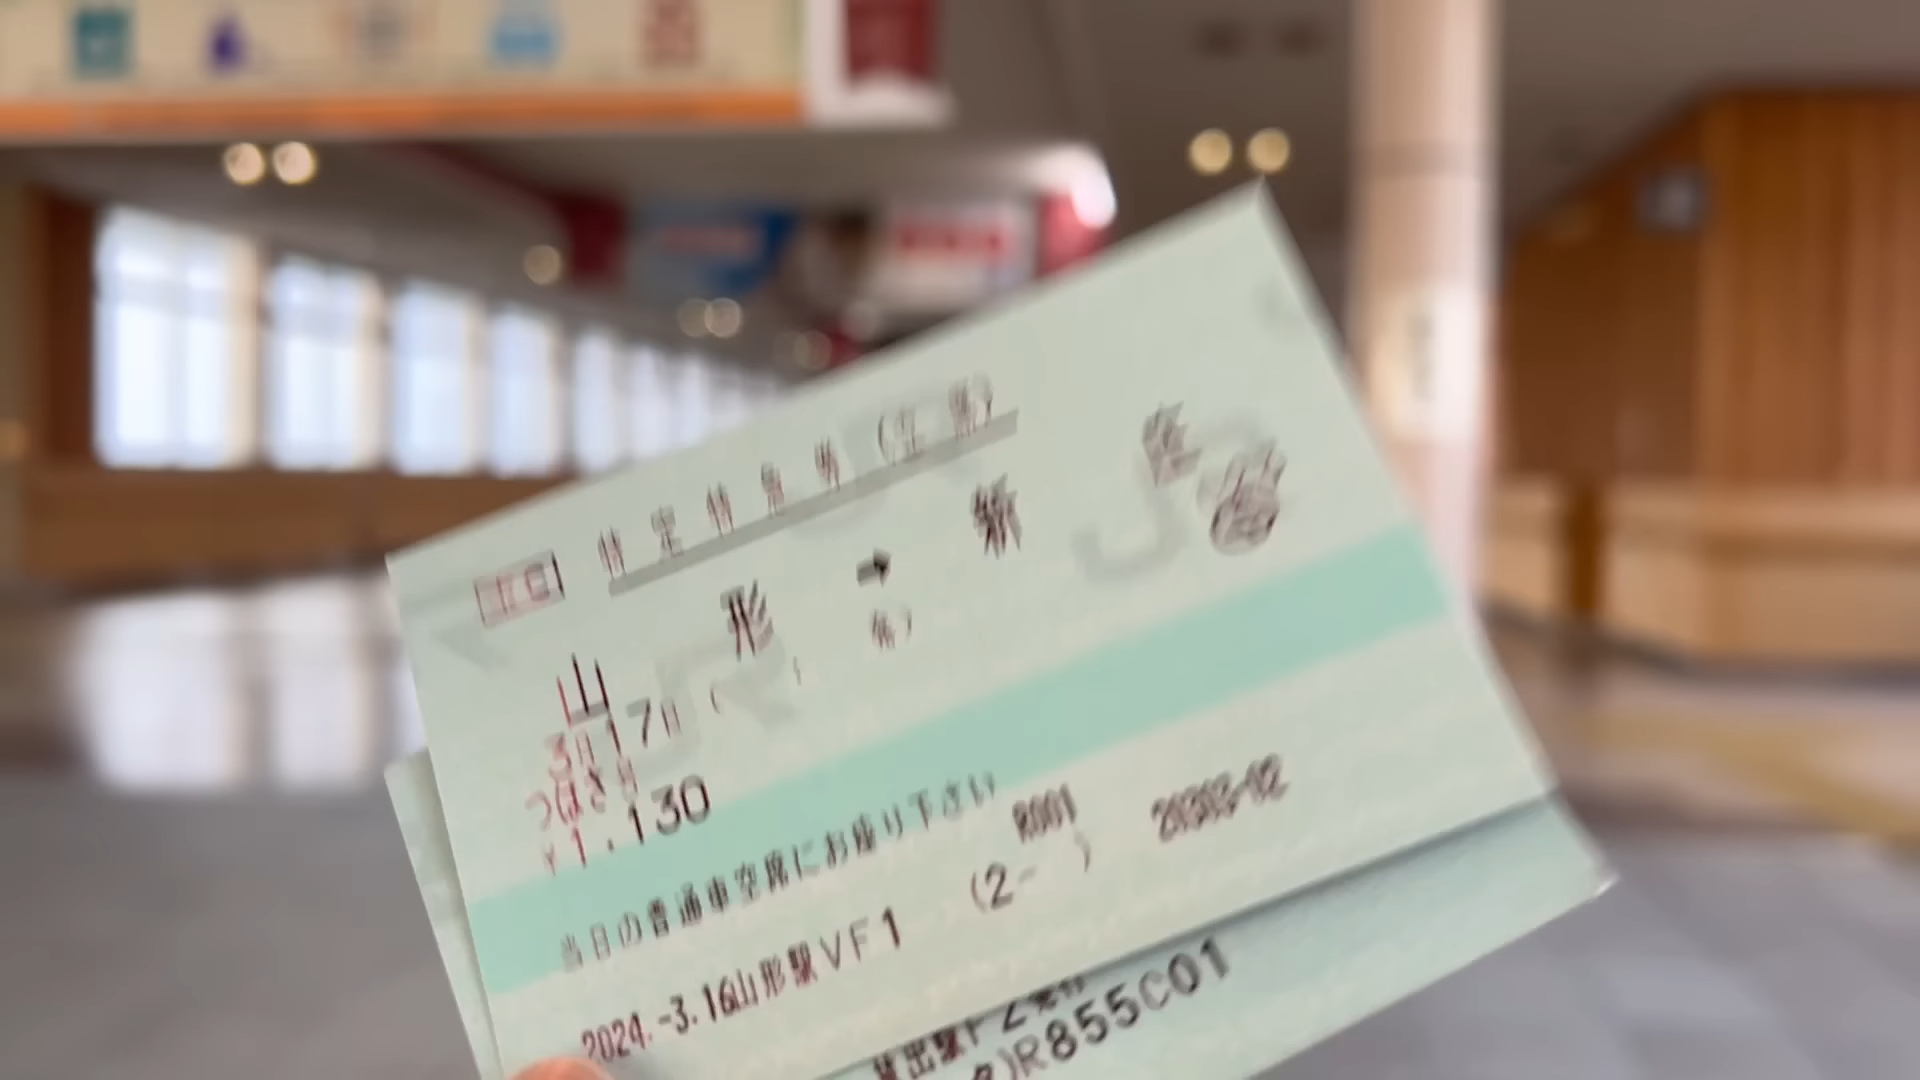 特定特急券(立席)
山形 → 新庄
3月17日 ( 発)
つばさ 号
¥1,130
当日の普通車空席にお座り下さい
R001
2024.-3.16山形駅VF1 (2- )
R855C01